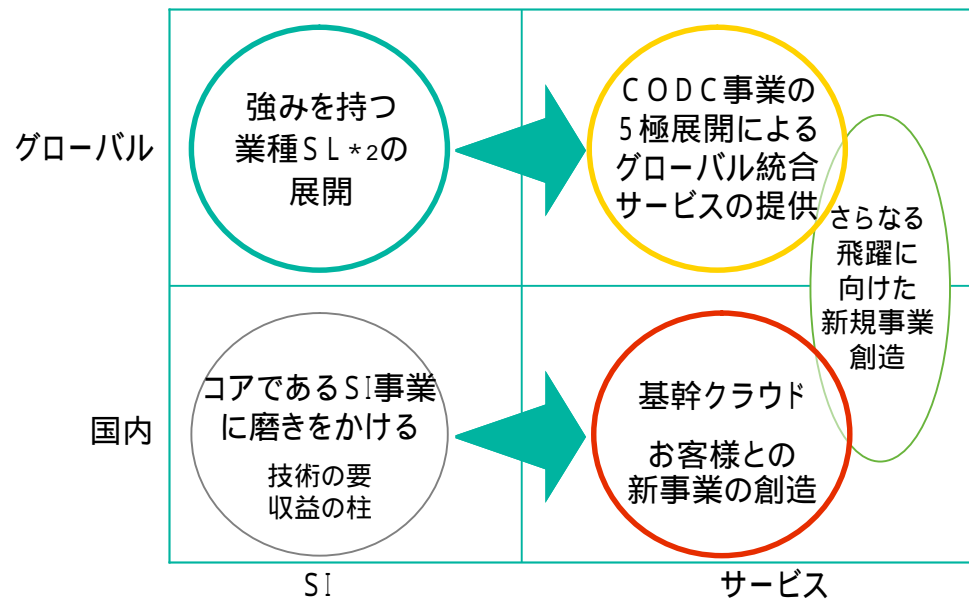 グローバル
強みを持つ
業種SL*2の
展開
CODC事業の
5極展開による
グローバル統合
サービスの提供
さらなる
飛躍に
向けた
新規事業
創造
国内
コアであるSI事業
に磨きをかける
技術の要
収益の柱
基幹クラウド
お客様との
新事業の創造
SI
サービス